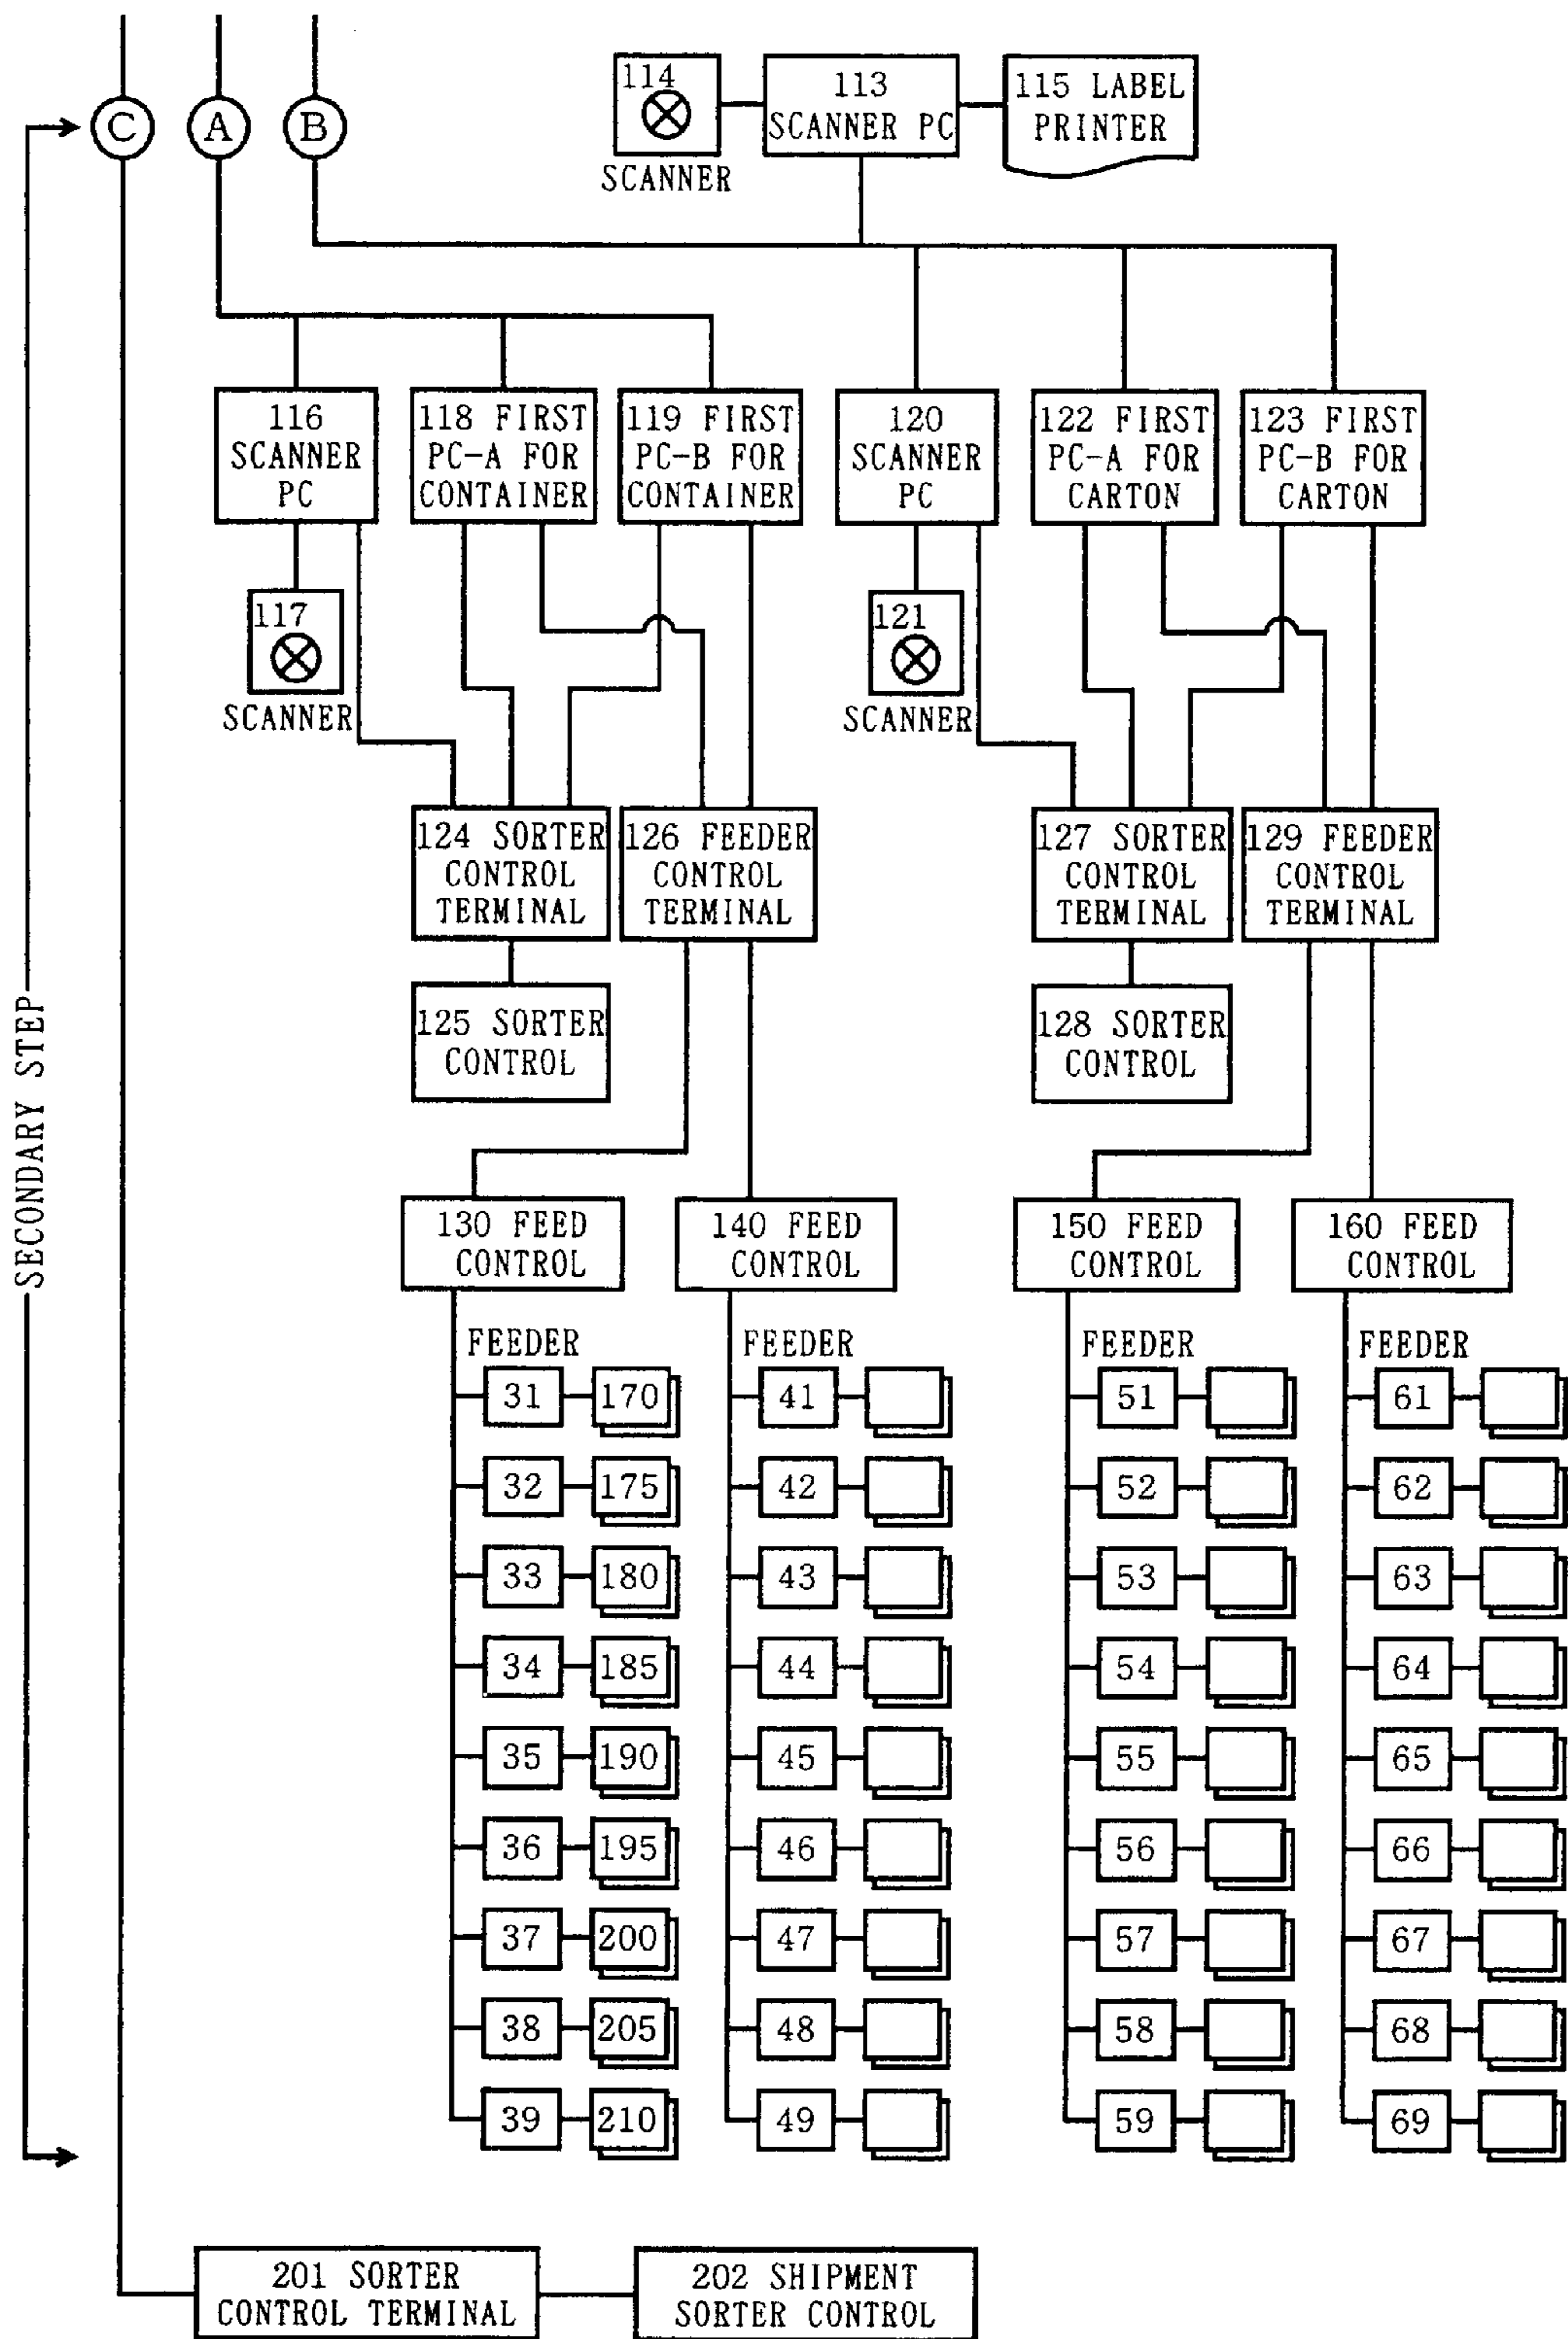 C A B
114
SCANNER
113
SCANNER PC
115 LABEL
PRINTER
116
SCANNER
PC
118 FIRST
PC-A FOR
CONTAINER
119 FIRST
PC-B FOR
CONTAINER
120
SCANNER
PC
122 FIRST
PC-A FOR
CARTON
123 FIRST
PC-B FOR
CARTON
117
SCANNER
121
SCANNER
124 SORTER
CONTROL
TERMINAL
126 FEEDER
CONTROL
TERMINAL
127 SORTER
CONTROL
TERMINAL
129 FEEDER
CONTROL
TERMINAL
125 SORTER
CONTROL
128 SORTER
CONTROL
SECONDARY STEP
130 FEED
CONTROL
140 FEED
CONTROL
150 FEED
CONTROL
160 FEED
CONTROL
FEEDER FEEDER FEEDER FEEDER
31 170 41 51 61
32 175 42 52 62
33 180 43 53 63
34 185 44 54 64
35 190 45 55 65
36 195 46 56 66
37 200 47 57 67
38 205 48 58 68
39 210 49 59 69
201 SORTER
CONTROL TERMINAL
202 SHIPMENT
SORTER CONTROL